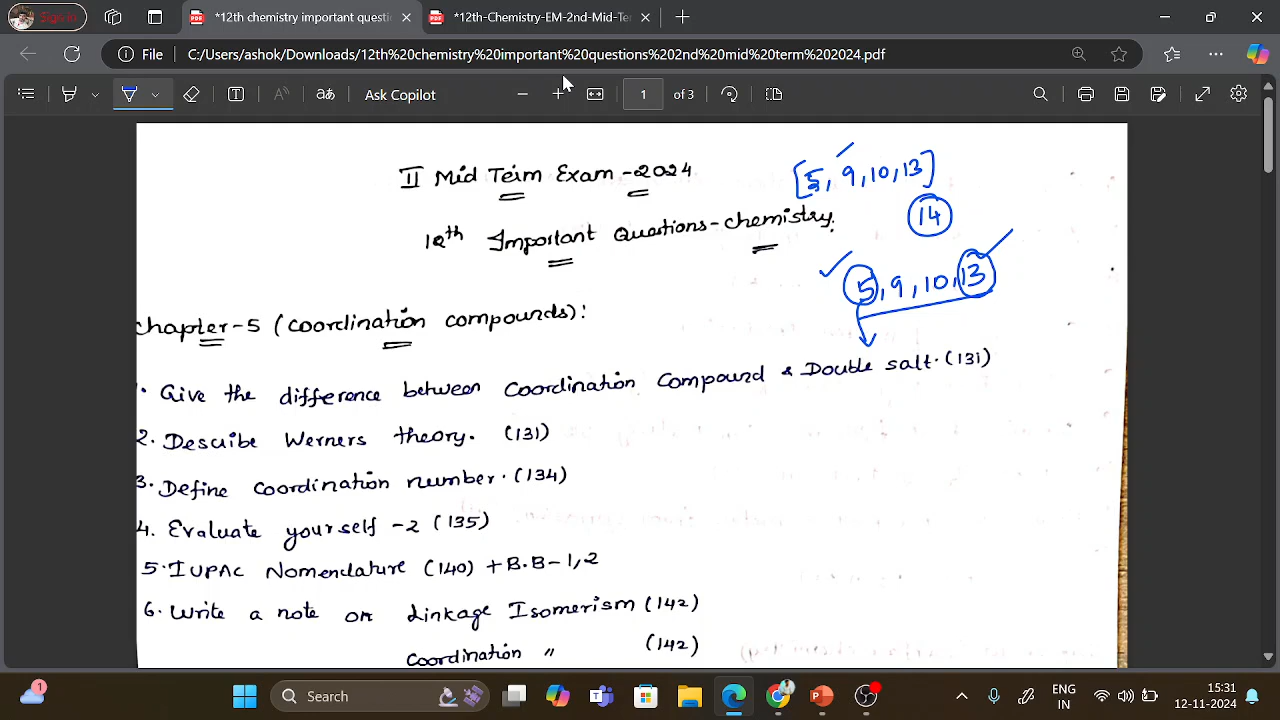 Sign in
*12th chemistry important questi
*12th Chemistry-EM 2nd-Mid-Te
File
C:/Users/ashok/Downloads/12th%20chemistry%20important%20questions%202nd%20mid%20term%202024.pdf
Ask Copilot
1 of 3
II Mid Term Exam -2024
[5, 9, 10, 13]
14
12th Important Questions-Chemistry.
5, 9, 10, 13
Chapter-5 (Coordination compounds):
1. Give the difference between Coordination Compound & Double salt. (131)
2. Describe Werners theory. (131)
3. Define Coordination number. (134)
4. Evaluate yourself -2 (135)
5. IUPAC Nomenclature (140) + B.B-1,2
6. Write a note on Linkage Isomerism (142)
Coordination " (142)
1
Search
ENG
IN
15:31
12-11-2024